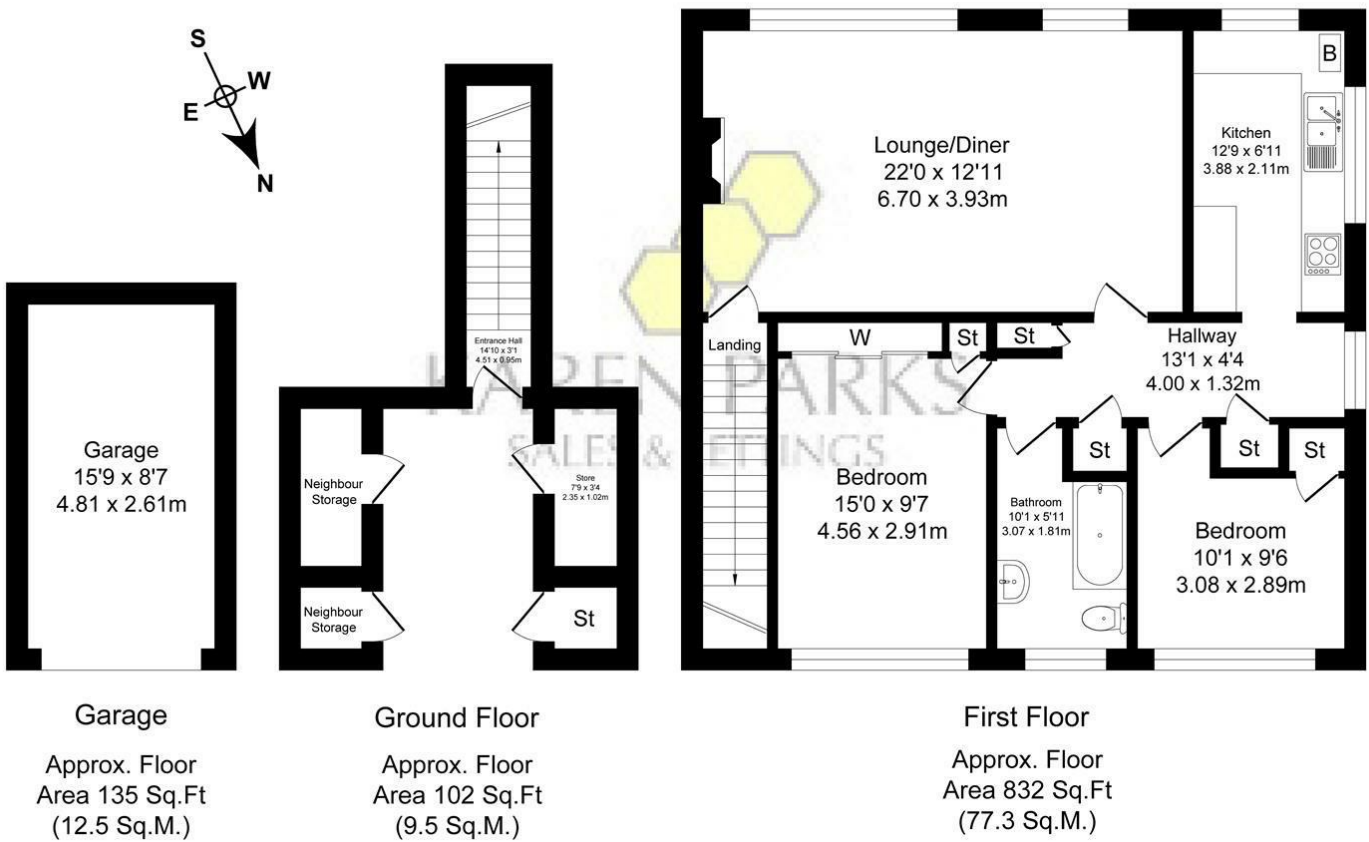 S
W
E
N
Garage
15'9 x 8'7
4.81 x 2.61m
Garage
Approx. Floor
Area 135 Sq.Ft
(12.5 Sq.M.)
Entrance Hall
14'10 x 3'1
4.51 x 0.95m
Neighbour
Storage
Store
7'9 x 3'4
2.35 x 1.02m
Neighbour
Storage
St
Ground Floor
Approx. Floor
Area 102 Sq.Ft
(9.5 Sq.M.)
KAREN PARKS
SALES & LETTINGS
Lounge/Diner
22'0 x 12'11
6.70 x 3.93m
B
Kitchen
12'9 x 6'11
3.88 x 2.11m
Landing
W
St
St
Hallway
13'1 x 4'4
4.00 x 1.32m
St
St
St
Bedroom
15'0 x 9'7
4.56 x 2.91m
Bathroom
10'1 x 5'11
3.07 x 1.81m
Bedroom
10'1 x 9'6
3.08 x 2.89m
First Floor
Approx. Floor
Area 832 Sq.Ft
(77.3 Sq.M.)